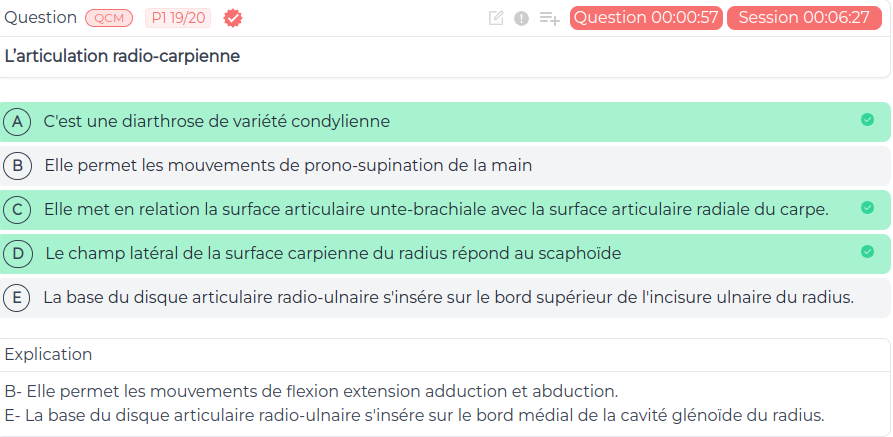 Question QCM P1 19/20 Question 00:00:57 Session 00:06:27
L'articulation radio-carpienne
A C'est une diarthrose de variété condylienne
B Elle permet les mouvements de prono-supination de la main
C Elle met en relation la surface articulaire unte-brachiale avec la surface articulaire radiale du carpe.
D Le champ latéral de la surface carpienne du radius répond au scaphoïde
E La base du disque articulaire radio-ulnaire s'insére sur le bord supérieur de l'incisure ulnaire du radius.
Explication
B- Elle permet les mouvements de flexion extension adduction et abduction.
E- La base du disque articulaire radio-ulnaire s'insére sur le bord médial de la cavité glénoïde du radius.